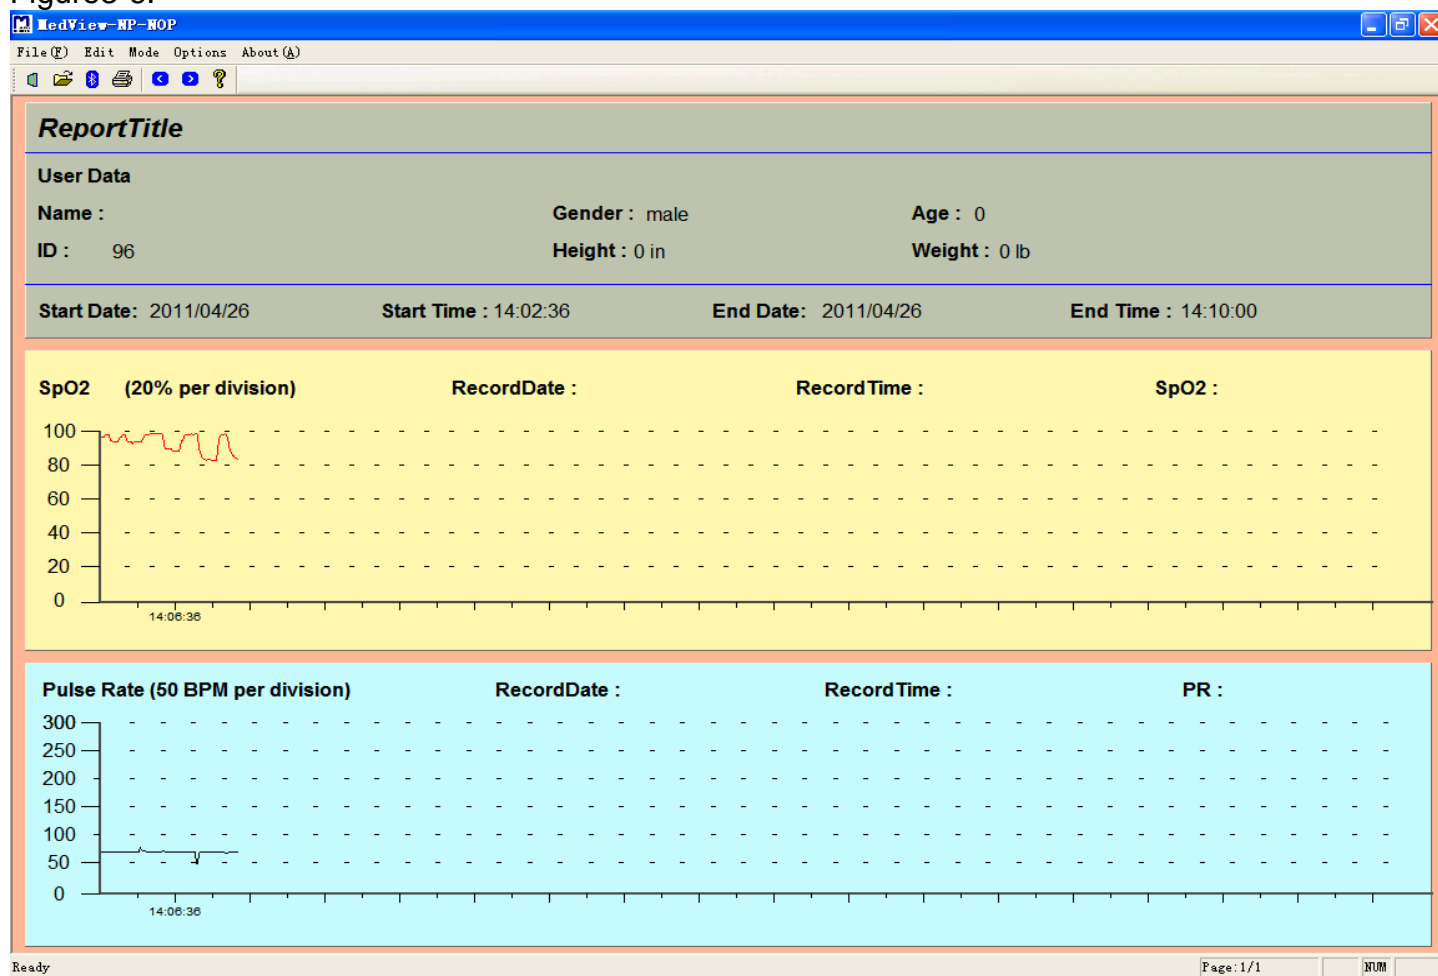 MedView-NP-NOP
File(F) Edit Mode Options About(A)
ReportTitle
User Data
Name : Gender : male Age : 0
ID : 96 Height : 0 in Weight : 0 lb
Start Date: 2011/04/26 Start Time : 14:02:36 End Date: 2011/04/26 End Time : 14:10:00
SpO2 (20% per division) RecordDate : RecordTime : SpO2 :
100
80
60
40
20
0
14:06:36
Pulse Rate (50 BPM per division) RecordDate : RecordTime : PR :
300
250
200
150
100
50
0
14:06:36
Ready Page:1/1 NUM